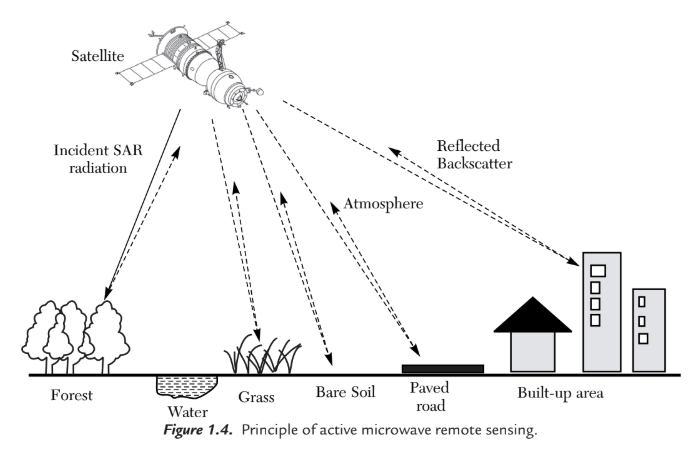 Satellite
Incident SAR
radiation
Reflected
Backscatter
Atmosphere
Forest
Water
Grass
Bare Soil
Paved
road
Built-up area
Figure 1.4. Principle of active microwave remote sensing.